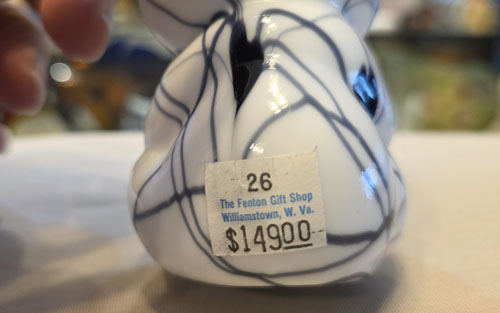 26
The Fenton Gift Shop
Williamstown, W. Va.
$14900